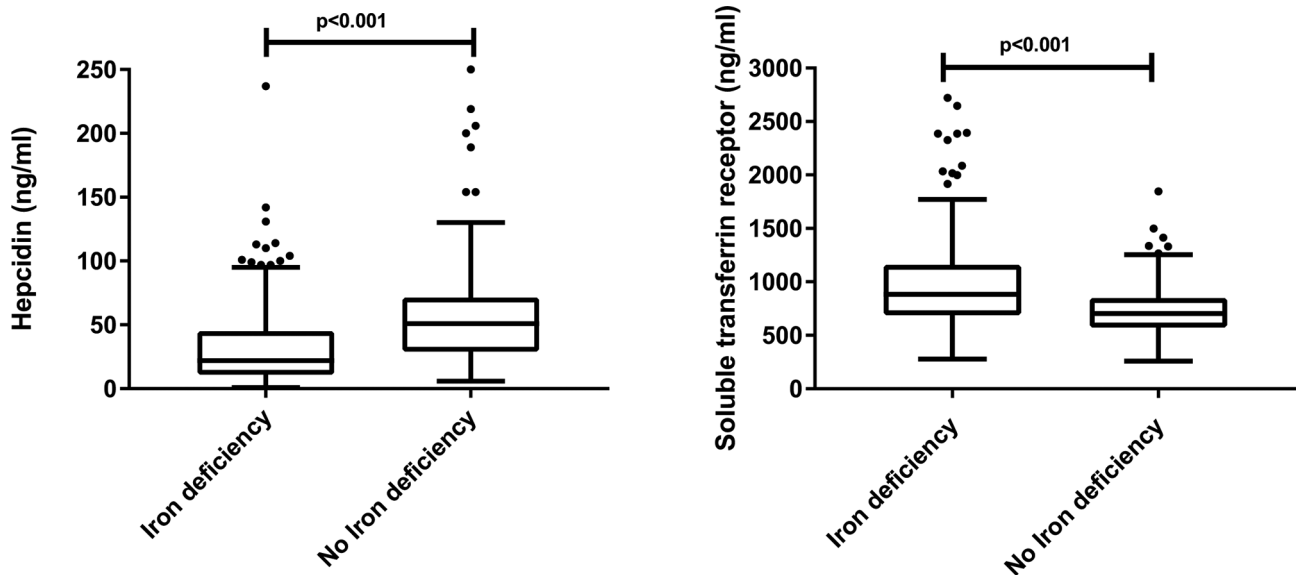 p<0.001
Hepcidin (ng/ml)
250
200
150
100
50
0
Iron deficiency
No Iron deficiency
p<0.001
Soluble transferrin receptor (ng/ml)
3000
2500
2000
1500
1000
500
0
Iron deficiency
No Iron deficiency